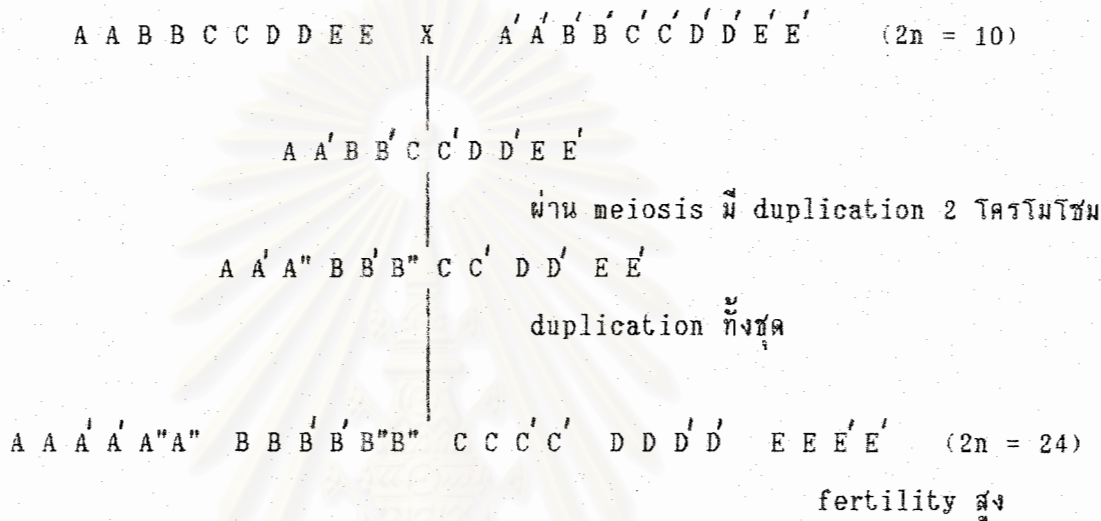 A A B B C C D D E E X A' A' B' B' C' C' D' D' E' E' (2n = 10)
A A' B B' C C' D D' E E'
ผ่าน meiosis มี duplication 2 โครโมโซม
A A' A" B B' B" C C' D D' E E'
duplication ทั้งชุด
A A A' A' A" A" B B B' B' B" B" C C C' C' D D D' D' E E E' E' (2n = 24)
fertility สูง